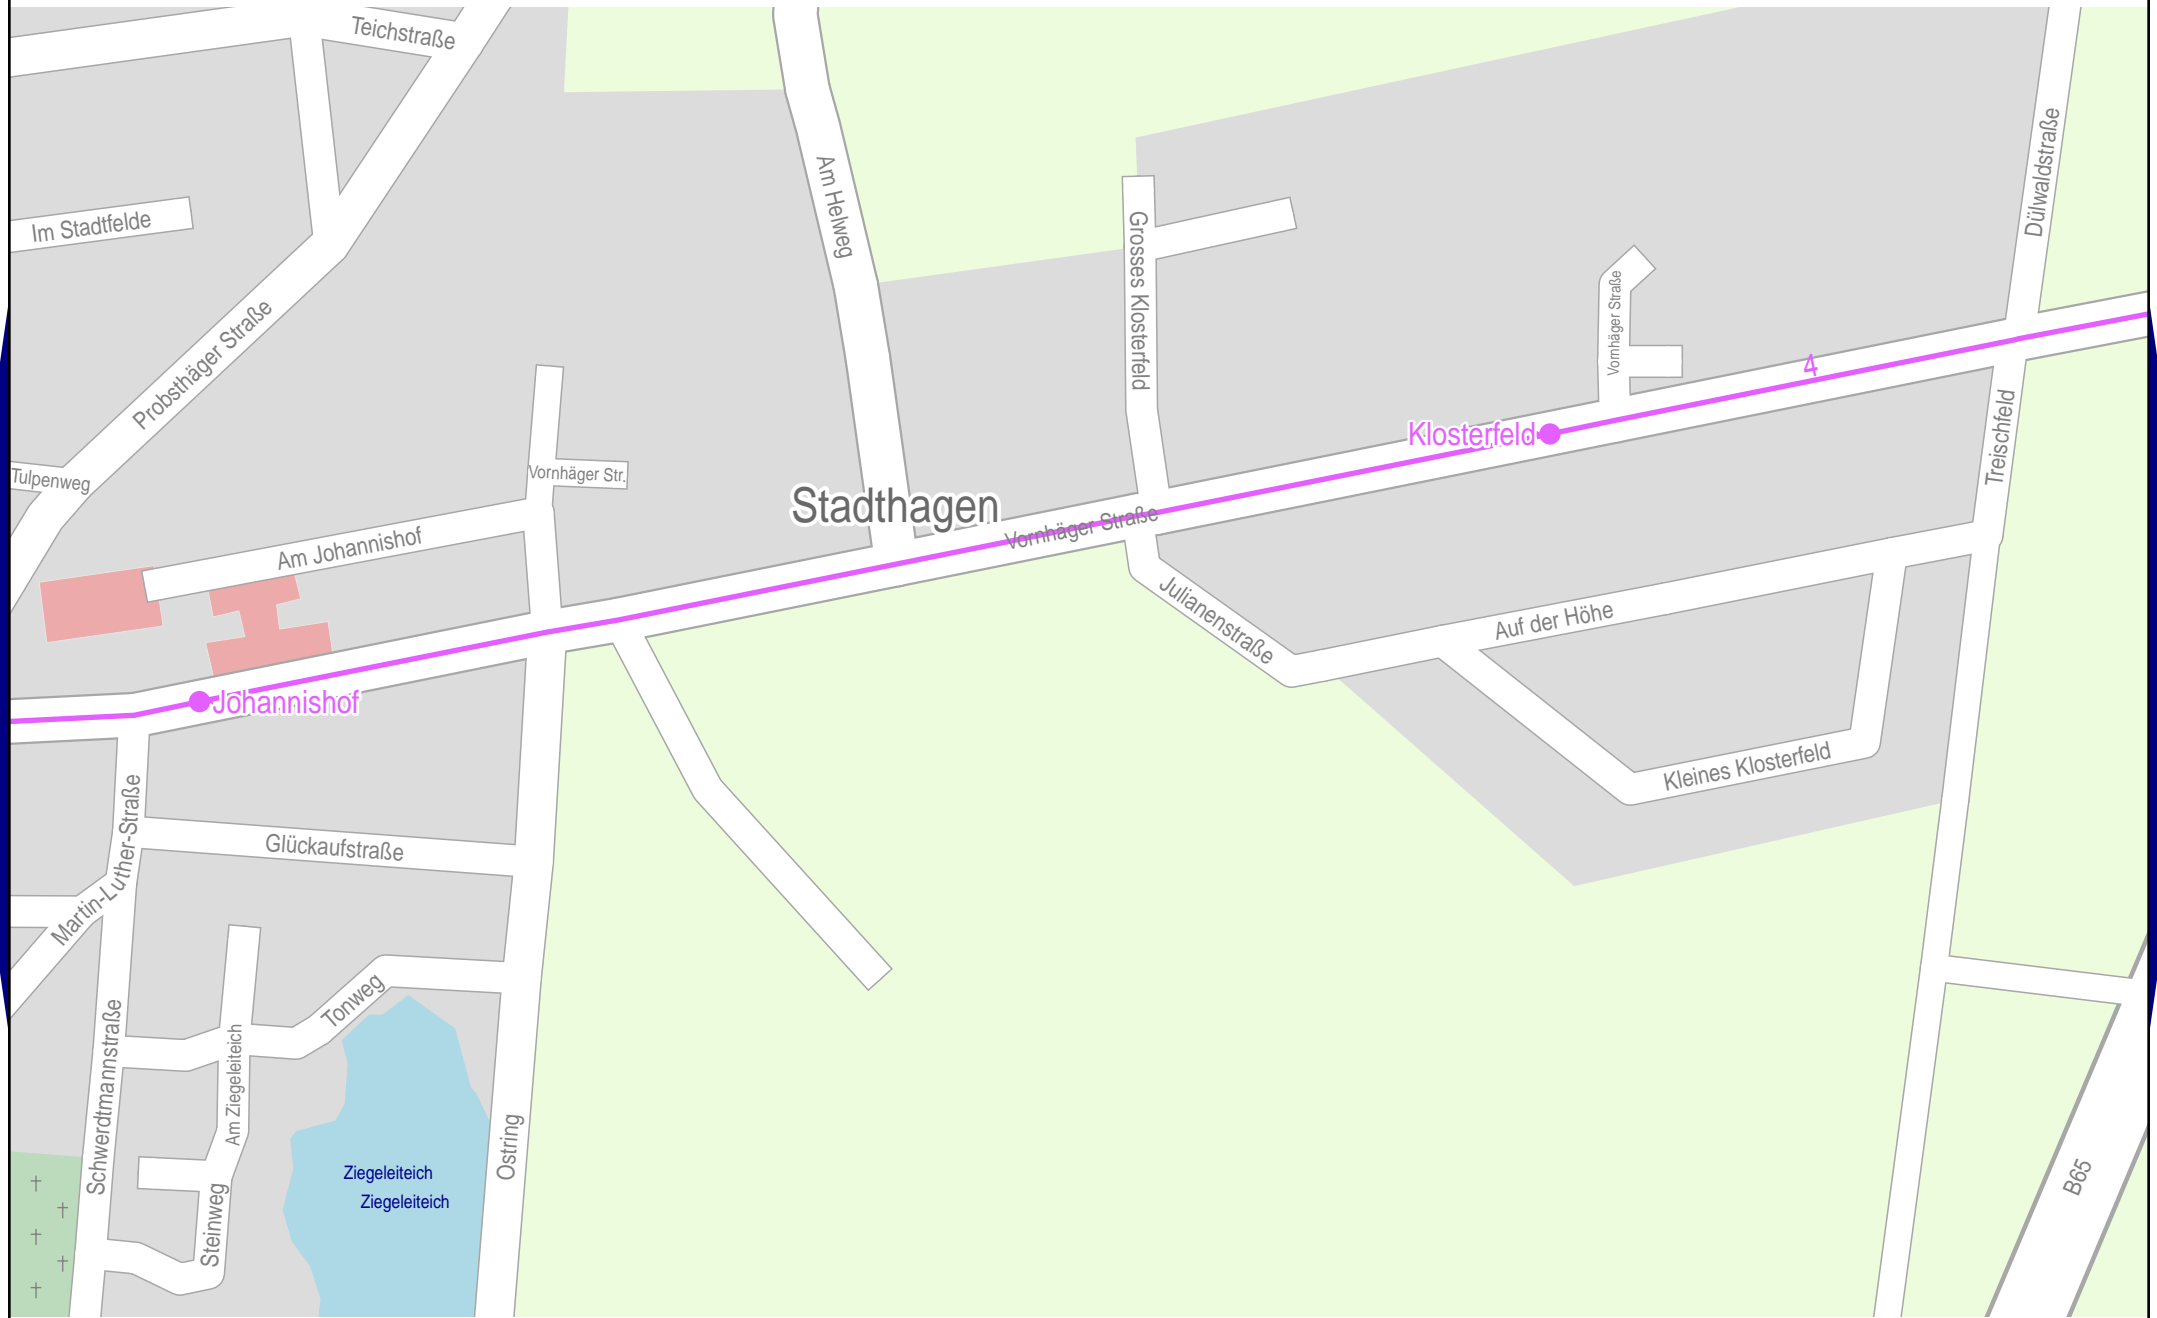 Teichstraße
Dülwaldstraße
Am Helweg
Im Stadtfelde
Grosses Klosterfeld
Vornhäger Straße
Probsthäger Straße
4
Klosterfeld
Treischfeld
Tulpenweg
Vornhäger Str.
Stadthagen
Vornhäger Straße
Am Johannishof
Julianenstraße
Auf der Höhe
Johannishof
Kleines Klosterfeld
Martin-Luther-Straße
Glückaufstraße
Tonweg
Am Ziegeleiteich
Schwerdtmannstraße
Ostring
Ziegeleiteich
Ziegeleiteich
B65
Steinweg